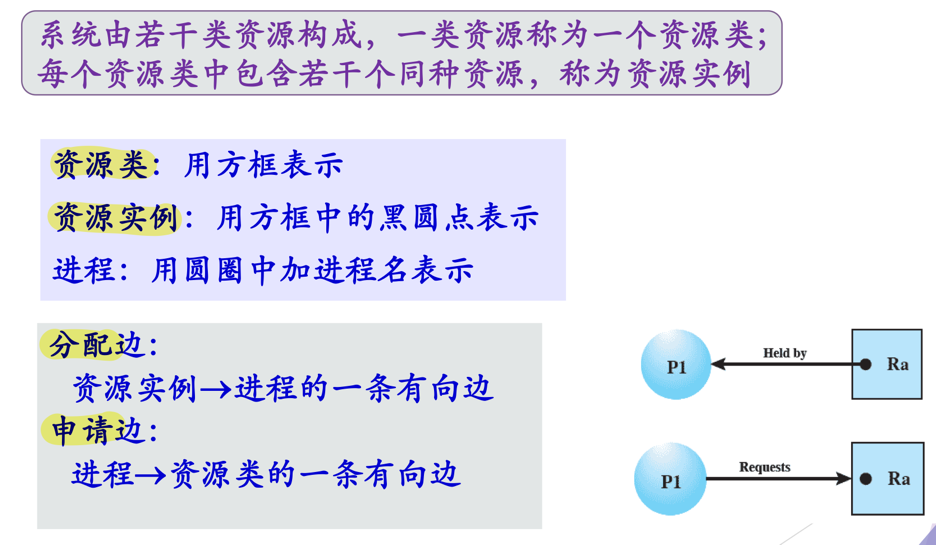 系统由若干类资源构成，一类资源称为一个资源类；
每个资源类中包含若干个同种资源，称为资源实例
资源类：用方框表示
资源实例：用方框中的黑圆点表示
进程：用圆圈中加进程名表示
分配边：
资源实例→进程的一条有向边
申请边：
进程→资源类的一条有向边
P1 Held by Ra
P1 Requests Ra